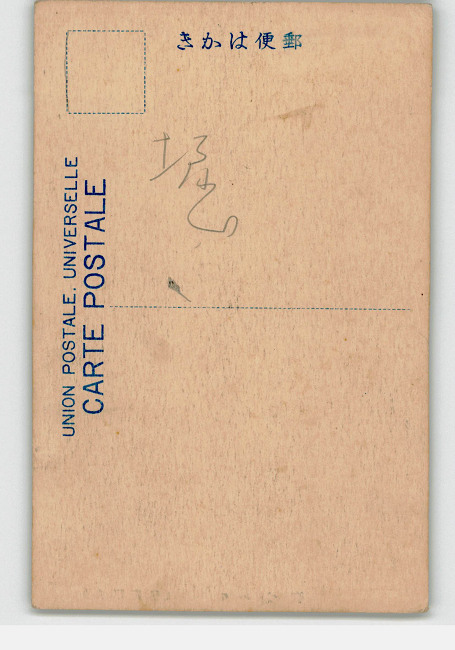 郵便はかき
UNION POSTALE. UNIVERSELLE
CARTE POSTALE